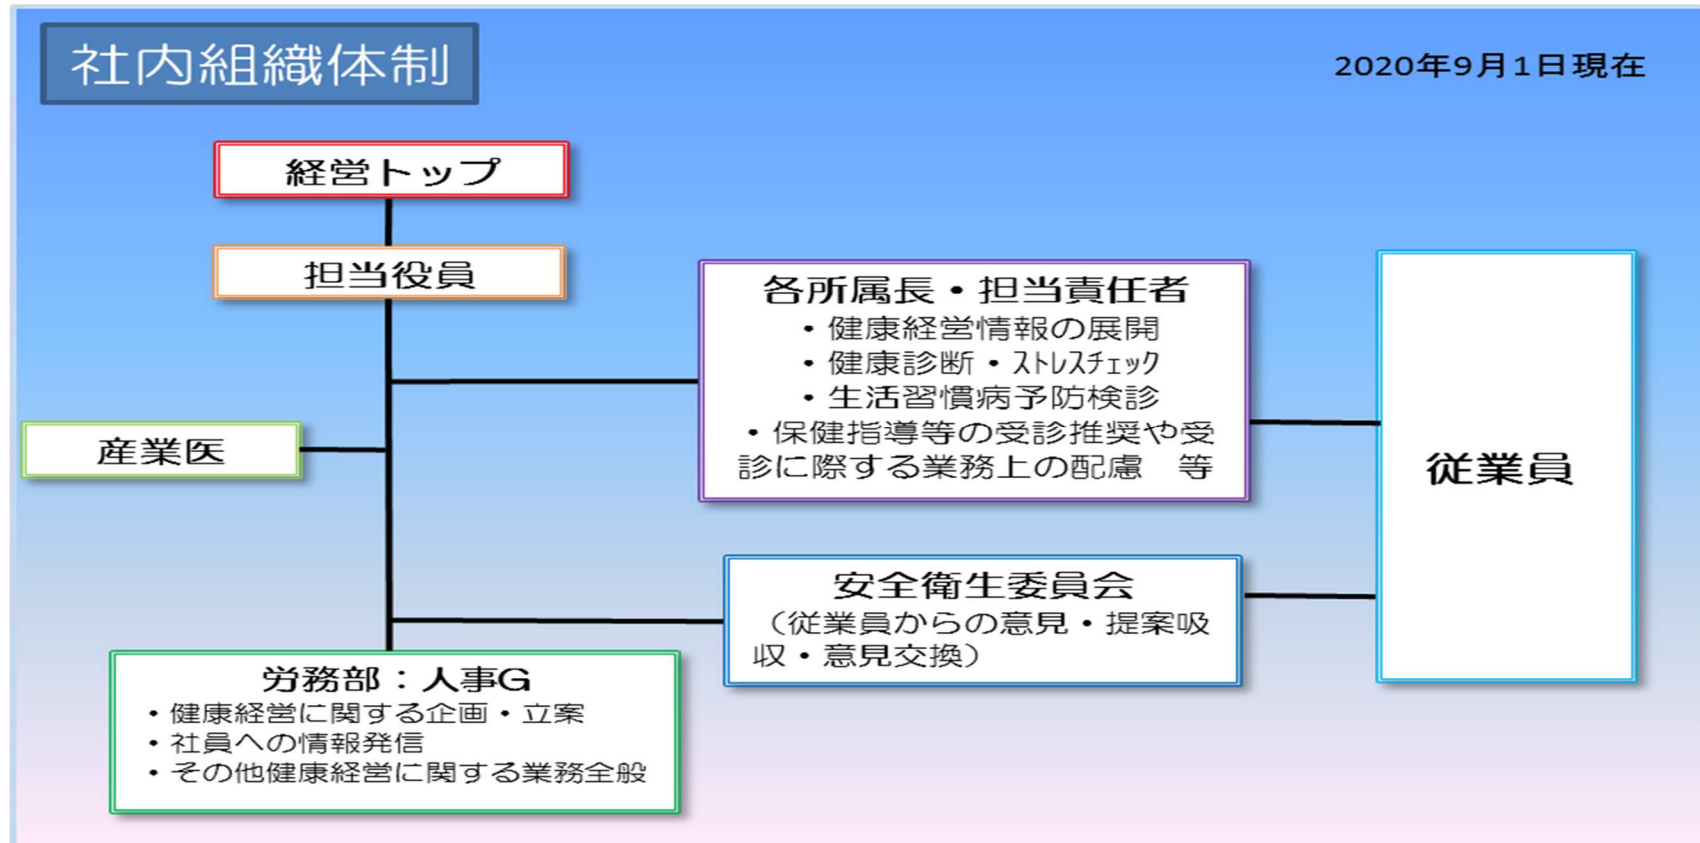 社内組織体制
2020年9月1日現在
経営トップ
担当役員
各所属長・担当責任者
・健康経営情報の展開
・健康診断・ｽﾄﾚｽﾁｪｯｸ
・生活習慣病予防検診
・保健指導等の受診推奨や受
診に際する業務上の配慮　等
産業医
従業員
安全衛生委員会
（従業員からの意見・提案吸
収・意見交換）
労務部：人事G
・健康経営に関する企画・立案
・社員への情報発信
・その他健康経営に関する業務全般